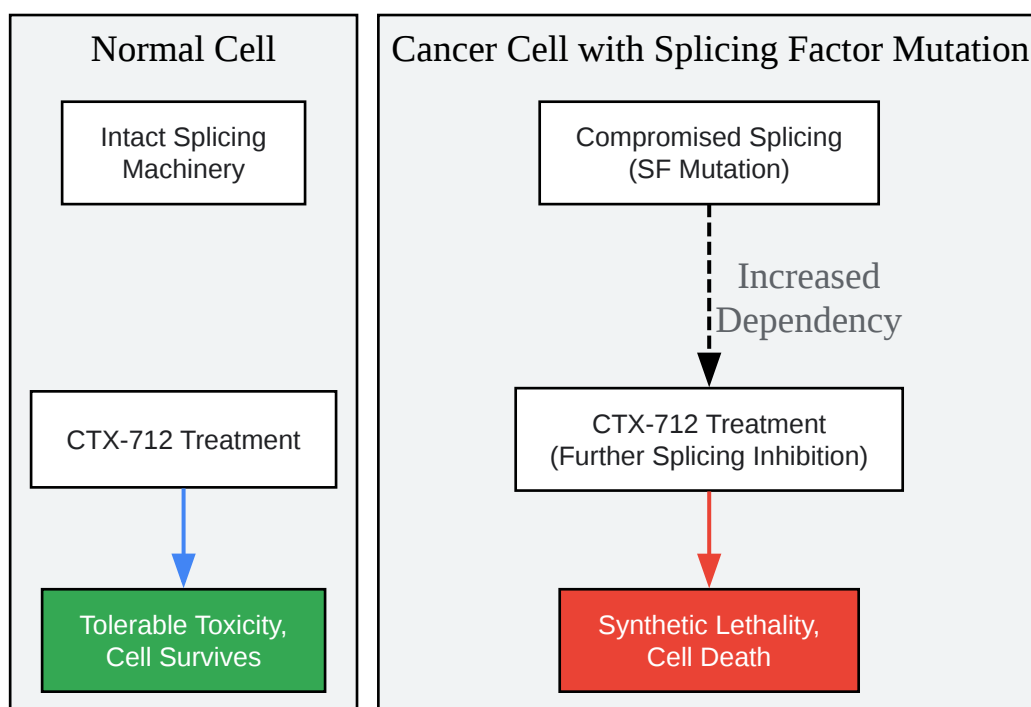 Normal Cell
Intact Splicing
Machinery
CTX-712 Treatment
Tolerable Toxicity,
Cell Survives
Cancer Cell with Splicing Factor Mutation
Compromised Splicing
(SF Mutation)
Increased
Dependency
CTX-712 Treatment
(Further Splicing Inhibition)
Synthetic Lethality,
Cell Death